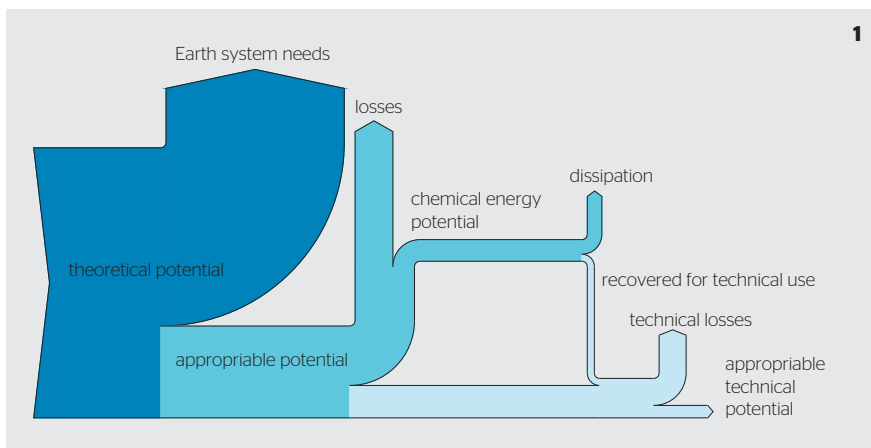 1
Earth system needs
losses
dissipation
chemical energy
potential
theoretical potential
recovered for technical use
technical losses
appropriable potential
appropriable
technical
potential